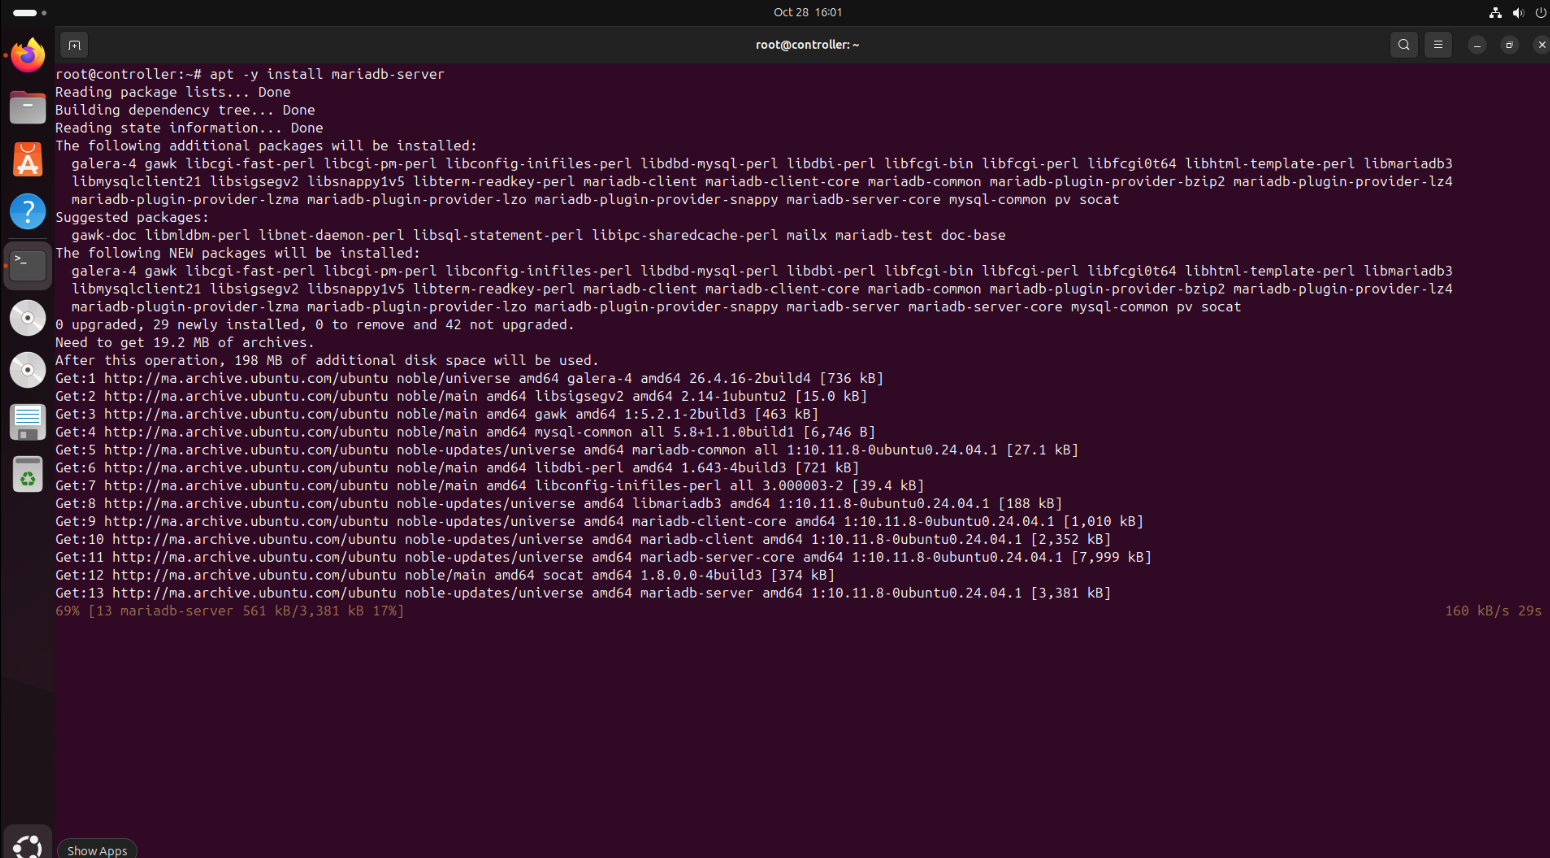 Oct 28 16:01
root@controller: ~
root@controller:~# apt -y install mariadb-server
Reading package lists... Done
Building dependency tree... Done
Reading state information... Done
The following additional packages will be installed:
  galera-4 gawk libcgi-fast-perl libcgi-pm-perl libconfig-inifiles-perl libdbd-mysql-perl libdbi-perl libfcgi-bin libfcgi-perl libfcgi0t64 libhtml-template-perl libmariadb3
  libmysqlclient21 libsigsegv2 libsnappy1v5 libterm-readkey-perl mariadb-client mariadb-client-core mariadb-common mariadb-plugin-provider-bzip2 mariadb-plugin-provider-lz4
  mariadb-plugin-provider-lzma mariadb-plugin-provider-lzo mariadb-plugin-provider-snappy mariadb-server-core mysql-common pv socat
Suggested packages:
  gawk-doc libmldbm-perl libnet-daemon-perl libsql-statement-perl libipc-sharedcache-perl mailx mariadb-test doc-base
The following NEW packages will be installed:
  galera-4 gawk libcgi-fast-perl libcgi-pm-perl libconfig-inifiles-perl libdbd-mysql-perl libdbi-perl libfcgi-bin libfcgi-perl libfcgi0t64 libhtml-template-perl libmariadb3
  libmysqlclient21 libsigsegv2 libsnappy1v5 libterm-readkey-perl mariadb-client mariadb-client-core mariadb-common mariadb-plugin-provider-bzip2 mariadb-plugin-provider-lz4
  mariadb-plugin-provider-lzma mariadb-plugin-provider-lzo mariadb-plugin-provider-snappy mariadb-server mariadb-server-core mysql-common pv socat
0 upgraded, 29 newly installed, 0 to remove and 42 not upgraded.
Need to get 19.2 MB of archives.
After this operation, 198 MB of additional disk space will be used.
Get:1 http://ma.archive.ubuntu.com/ubuntu noble/universe amd64 galera-4 amd64 26.4.16-2build4 [736 kB]
Get:2 http://ma.archive.ubuntu.com/ubuntu noble/main amd64 libsigsegv2 amd64 2.14-1ubuntu2 [15.0 kB]
Get:3 http://ma.archive.ubuntu.com/ubuntu noble/main amd64 gawk amd64 1:5.2.1-2build3 [463 kB]
Get:4 http://ma.archive.ubuntu.com/ubuntu noble/main amd64 mysql-common all 5.8+1.1.0build1 [6,746 B]
Get:5 http://ma.archive.ubuntu.com/ubuntu noble-updates/universe amd64 mariadb-common all 1:10.11.8-0ubuntu0.24.04.1 [27.1 kB]
Get:6 http://ma.archive.ubuntu.com/ubuntu noble/main amd64 libdbi-perl amd64 1.643-4build3 [721 kB]
Get:7 http://ma.archive.ubuntu.com/ubuntu noble/main amd64 libconfig-inifiles-perl all 3.000003-2 [39.4 kB]
Get:8 http://ma.archive.ubuntu.com/ubuntu noble-updates/universe amd64 libmariadb3 amd64 1:10.11.8-0ubuntu0.24.04.1 [188 kB]
Get:9 http://ma.archive.ubuntu.com/ubuntu noble-updates/universe amd64 mariadb-client-core amd64 1:10.11.8-0ubuntu0.24.04.1 [1,010 kB]
Get:10 http://ma.archive.ubuntu.com/ubuntu noble-updates/universe amd64 mariadb-client amd64 1:10.11.8-0ubuntu0.24.04.1 [2,352 kB]
Get:11 http://ma.archive.ubuntu.com/ubuntu noble-updates/universe amd64 mariadb-server-core amd64 1:10.11.8-0ubuntu0.24.04.1 [7,999 kB]
Get:12 http://ma.archive.ubuntu.com/ubuntu noble/main amd64 socat amd64 1.8.0.0-4build3 [374 kB]
Get:13 http://ma.archive.ubuntu.com/ubuntu noble-updates/universe amd64 mariadb-server amd64 1:10.11.8-0ubuntu0.24.04.1 [3,381 kB]
69% [13 mariadb-server 561 kB/3,381 kB 17%] 160 kB/s 29s
Show Apps